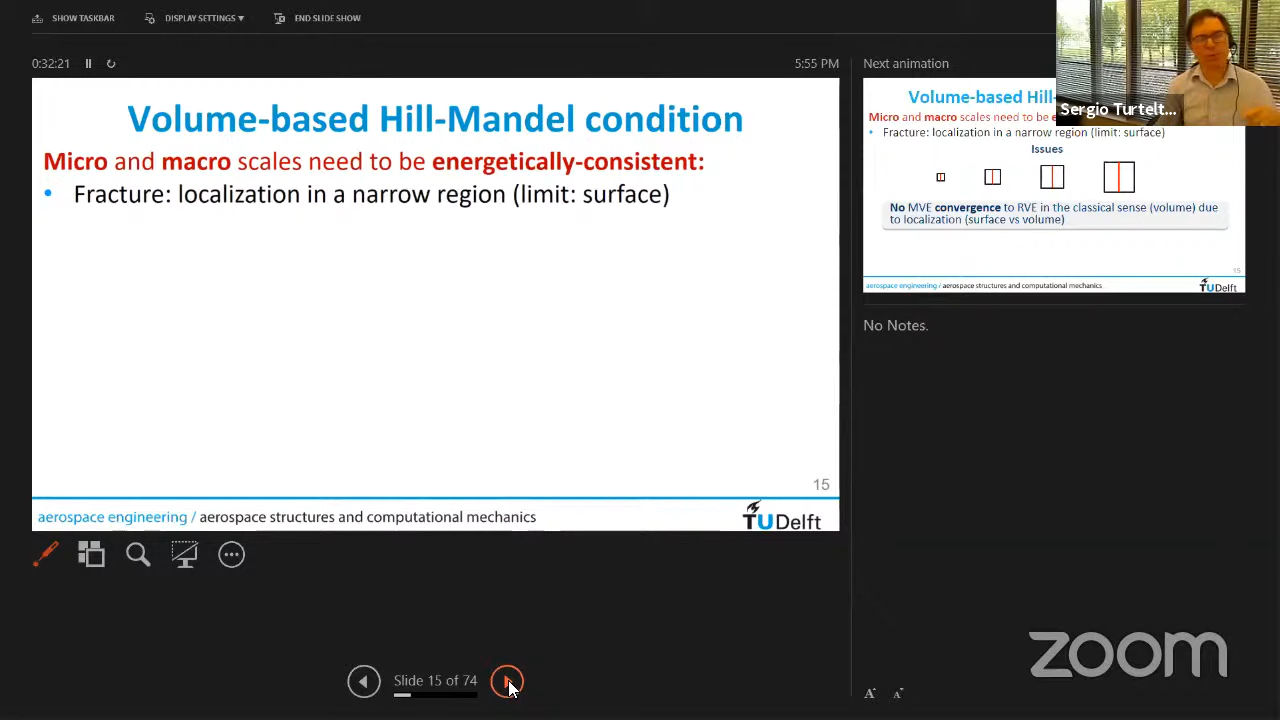 SHOW TASKBAR
DISPLAY SETTINGS ▾
END SLIDE SHOW
0:32:21
5:55 PM
Volume-based Hill-Mandel condition
Micro and macro scales need to be energetically-consistent:
• Fracture: localization in a narrow region (limit: surface)
15
aerospace engineering / aerospace structures and computational mechanics
TUDelft
Slide 15 of 74
Next animation
Volume-based Hill-
Micro and macro scales need to be
• Fracture: localization in a narrow region (limit: surface)
Issues
No MVE convergence to RVE in the classical sense (volume) due
to localization (surface vs volume)
15
aerospace engineering / aerospace structures and computational mechanics
TUDelft
No Notes.
Sergio Turtelt...
zoom
A A